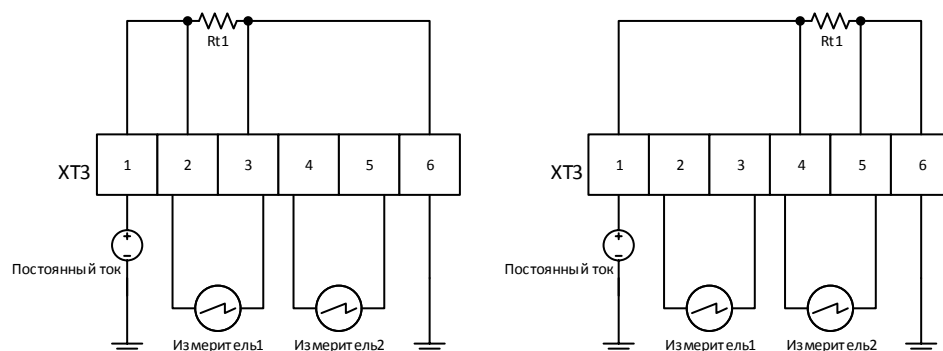 Rt1
Rt1
XT3 1 2 3 4 5 6
XT3 1 2 3 4 5 6
Постоянный ток
Постоянный ток
Измеритель1 Измеритель2
Измеритель1 Измеритель2